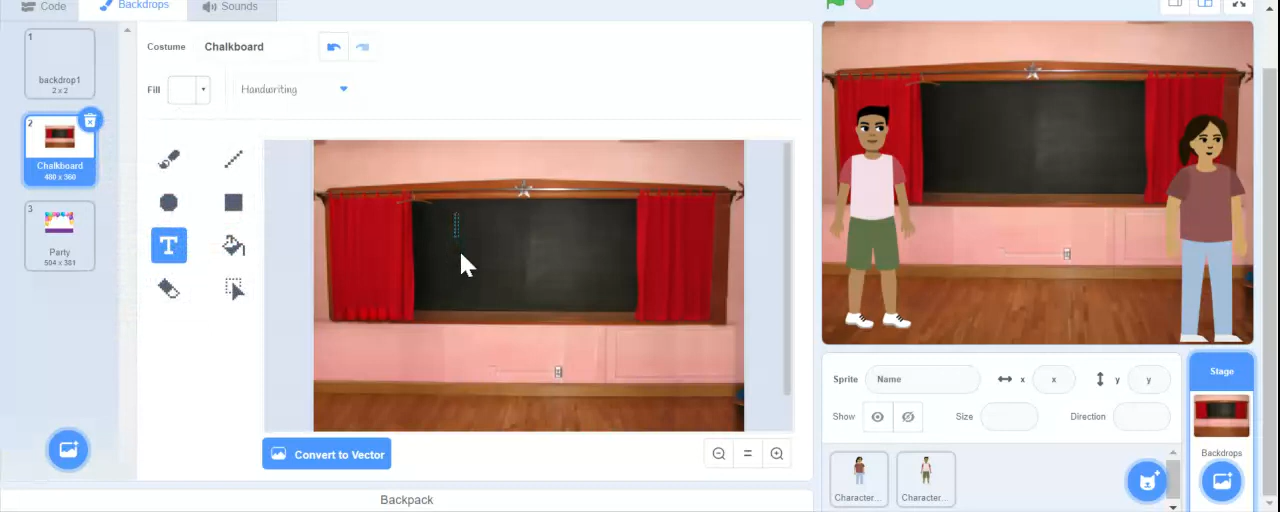 Code
Backdrops
Sounds
1
backdrop1
2 x 2
2
Chalkboard
480 x 360
3
Party
504 x 381
Costume
Chalkboard
Fill
Handwriting
T
Convert to Vector
=
Backpack
Sprite
Name
x
x
y
y
Show
Size
Direction
Character...
Character...
Stage
Backdrops